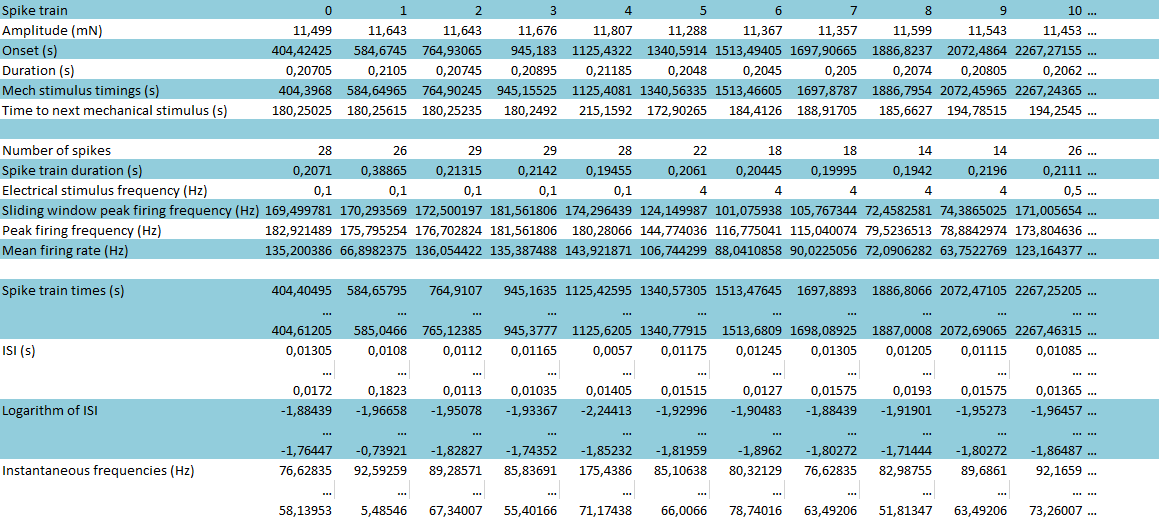 Spike train 0 1 2 3 4 5 6 7 8 9 10 ...
Amplitude (mN) 11,499 11,643 11,643 11,676 11,807 11,288 11,367 11,357 11,599 11,543 11,453 ...
Onset (s) 404,42425 584,6745 764,93065 945,183 1125,4322 1340,5914 1513,49405 1697,90665 1886,8237 2072,4864 2267,27155 ...
Duration (s) 0,20705 0,2105 0,20745 0,20895 0,21185 0,2048 0,2045 0,205 0,2074 0,20805 0,2062 ...
Mech stimulus timings (s) 404,3968 584,64965 764,90245 945,15525 1125,4081 1340,56335 1513,46605 1697,8787 1886,7954 2072,45965 2267,24365 ...
Time to next mechanical stimulus (s) 180,25025 180,25615 180,25235 180,2492 215,1592 172,90265 184,4126 188,91705 185,6627 194,78515 194,2545 ...
Number of spikes 28 26 29 29 28 22 18 18 14 14 26 ...
Spike train duration (s) 0,2071 0,38865 0,21315 0,2142 0,19455 0,2061 0,20445 0,19995 0,1942 0,2196 0,2111 ...
Electrical stimulus frequency (Hz) 0,1 0,1 0,1 0,1 0,1 4 4 4 4 4 0,5 ...
Sliding window peak firing frequency (Hz) 169,499781 170,293569 172,500197 181,561806 174,296439 124,149987 101,075938 105,767344 72,4582581 74,3865025 171,005654 ...
Peak firing frequency (Hz) 182,921489 175,795254 176,702824 181,561806 180,28066 144,774036 116,775041 115,040074 79,5236513 78,8842974 173,804636 ...
Mean firing rate (Hz) 135,200386 66,8982375 136,054422 135,387488 143,921871 106,744299 88,0410858 90,0225056 72,0906282 63,7522769 123,164377 ...
Spike train times (s) 404,40495 584,65795 764,9107 945,1635 1125,42595 1340,57305 1513,47645 1697,8893 1886,8066 2072,47105 2267,25205 ...
... ... ... ... ... ... ... ... ... ... ... ...
404,61205 585,0466 765,12385 945,3777 1125,6205 1340,77915 1513,6809 1698,08925 1887,0008 2072,69065 2267,46315 ...
ISI (s) 0,01305 0,0108 0,0112 0,01165 0,0057 0,01175 0,01245 0,01305 0,01205 0,01115 0,01085 ...
... ... ... ... ... ... ... ... ... ... ... ...
0,0172 0,1823 0,0113 0,01035 0,01405 0,01515 0,0127 0,01575 0,0193 0,01575 0,01365 ...
Logarithm of ISI -1,88439 -1,96658 -1,95078 -1,93367 -2,24413 -1,92996 -1,90483 -1,88439 -1,91901 -1,95273 -1,96457 ...
... ... ... ... ... ... ... ... ... ... ... ...
-1,76447 -0,73921 -1,82827 -1,74352 -1,85232 -1,81959 -1,8962 -1,80272 -1,71444 -1,80272 -1,86487 ...
Instantaneous frequencies (Hz) 76,62835 92,59259 89,28571 85,83691 175,4386 85,10638 80,32129 76,62835 82,98755 89,6861 92,1659 ...
... ... ... ... ... ... ... ... ... ... ... ...
58,13953 5,48546 67,34007 55,40166 71,17438 66,0066 78,74016 63,49206 51,81347 63,49206 73,26007 ...